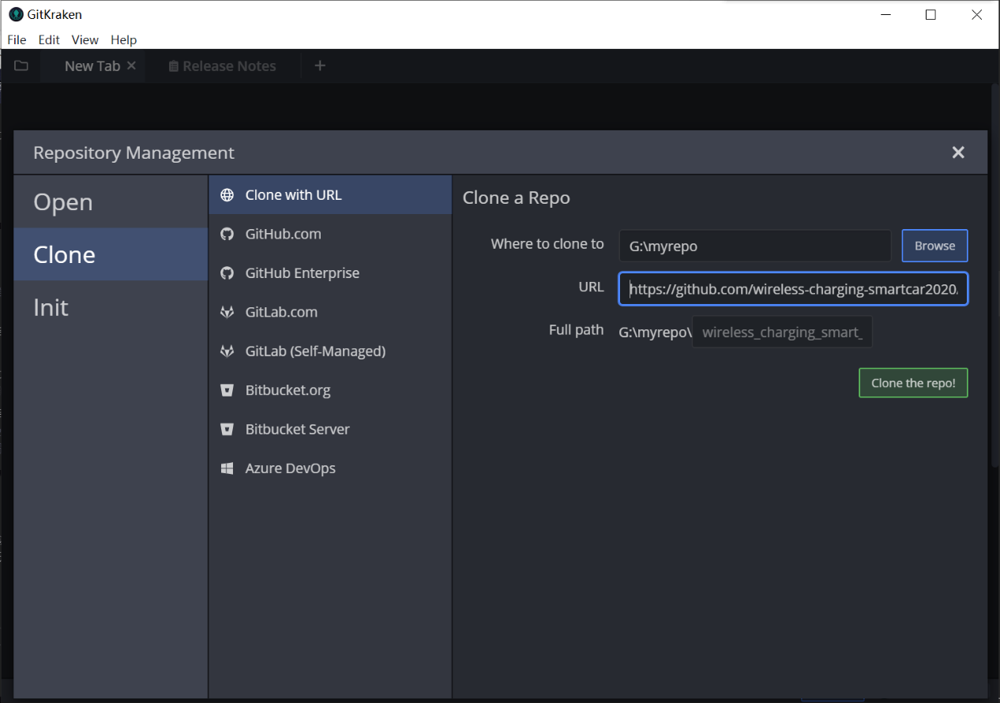 GitKraken
File Edit View Help
New Tab
Release Notes
Repository Management
Open
Clone
Init
Clone with URL
GitHub.com
GitHub Enterprise
GitLab.com
GitLab (Self-Managed)
Bitbucket.org
Bitbucket Server
Azure DevOps
Clone a Repo
Where to clone to G:\myrepo Browse
URL https://github.com/wireless-charging-smartcar2020/
Full path G:\myrepo\ wireless_charging_smart_
Clone the repo!